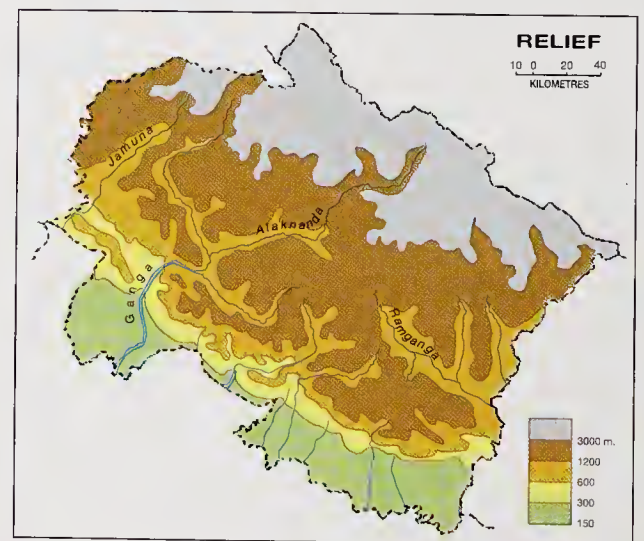 RELIEF
10 0 20 40
KILOMETRES
Jamuna
Alaknanda
Ganga
Ramganga
3000 m.
1200
600
300
150